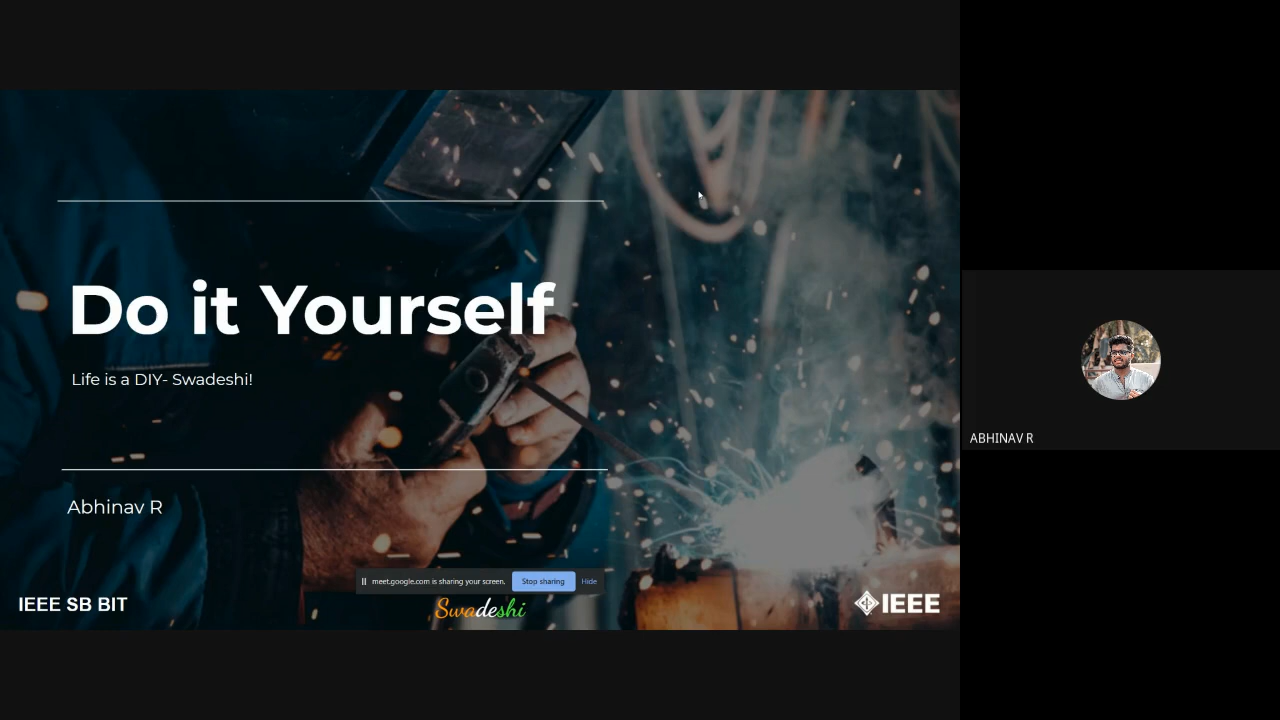 Do it Yourself
Life is a DIY- Swadeshi!
Abhinav R
meet.google.com is sharing your screen. Stop sharing Hide
IEEE SB BIT
Swadeshi
IEEE
ABHINAV R